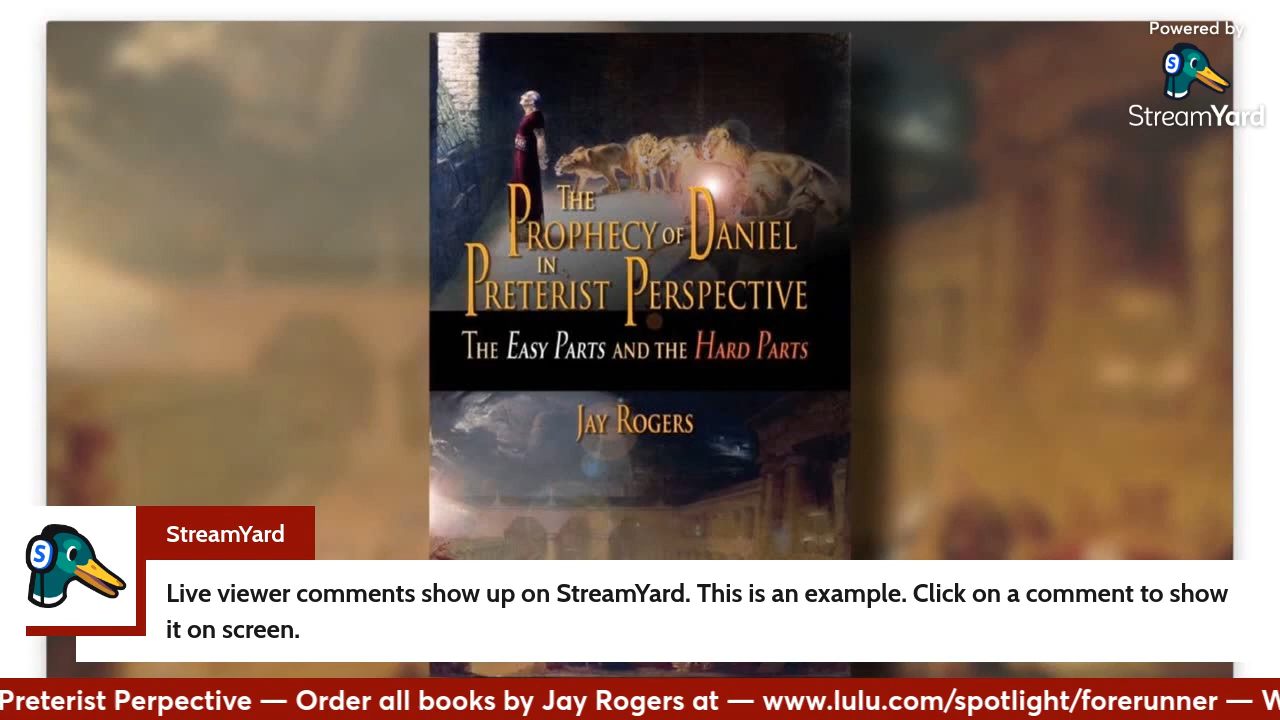 Powered by
S
StreamYard
THE
PROPHECY OF DANIEL
IN
PRETERIST PERSPECTIVE
THE EASY PARTS AND THE HARD PARTS
JAY ROGERS
S
StreamYard
Live viewer comments show up on StreamYard. This is an example. Click on a comment to show
it on screen.
Preterist Perpective — Order all books by Jay Rogers at — www.lulu.com/spotlight/forerunner —